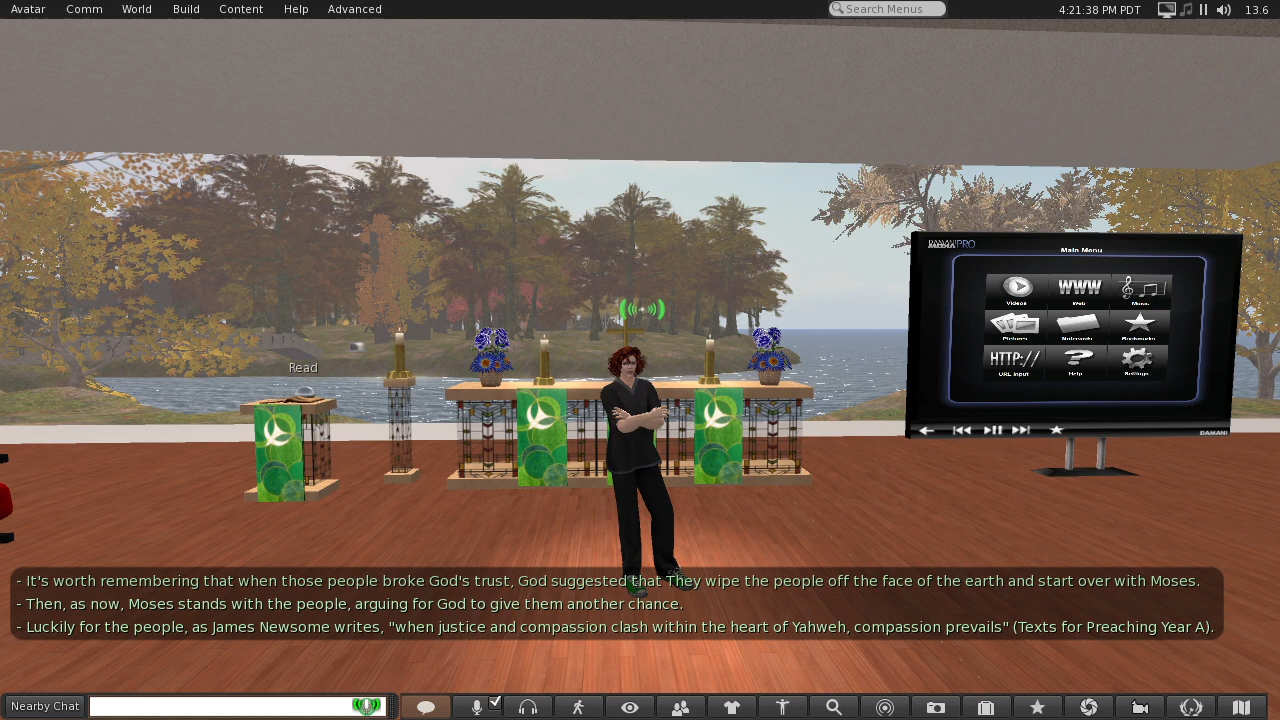 Avatar Comm World Build Content Help Advanced Search Menus 4:21:38 PM PDT 13.6
DAMANI PRO
Main Menu
Videos Web Music
WWW
Pictures Notecards Bookmarks
HTTP://
URL Input Help Settings
DAMANI
Read
- It's worth remembering that when those people broke God's trust, God suggested that They wipe the people off the face of the earth and start over with Moses.
- Then, as now, Moses stands with the people, arguing for God to give them another chance.
- Luckily for the people, as James Newsome writes, "when justice and compassion clash within the heart of Yahweh, compassion prevails" (Texts for Preaching Year A).
Nearby Chat